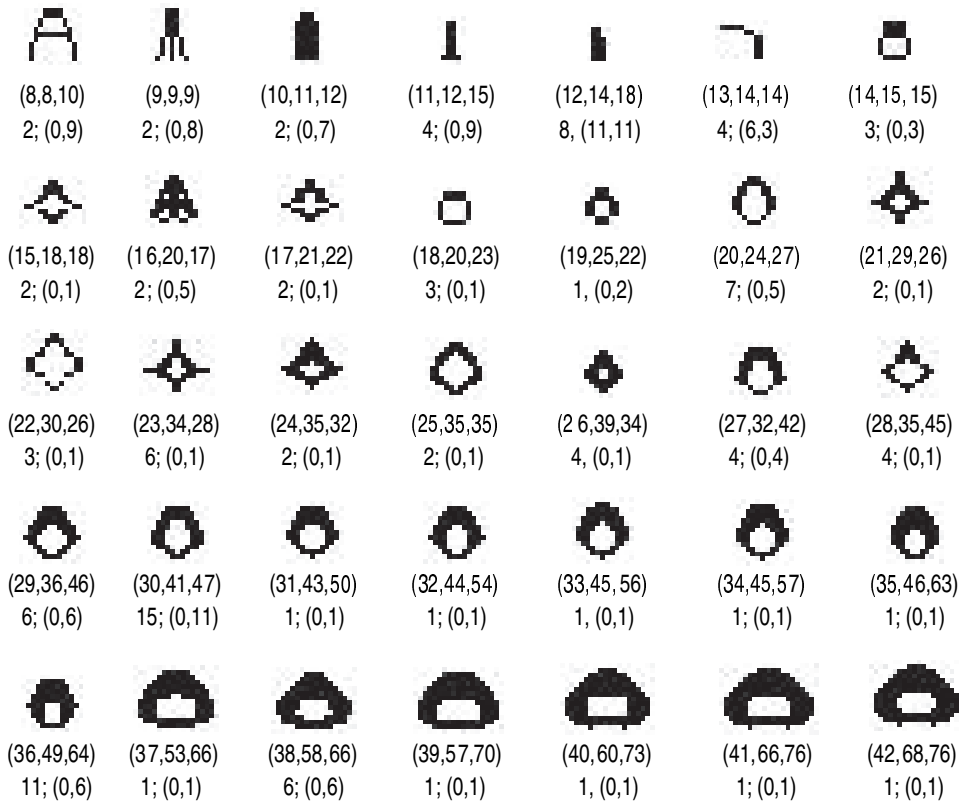 (8,8,10) (9,9,9) (10,11,12) (11,12,15) (12,14,18) (13,14,14) (14,15, 15)
2; (0,9) 2; (0,8) 2; (0,7) 4; (0,9) 8, (11,11) 4; (6,3) 3; (0,3)
(15,18,18) (16,20,17) (17,21,22) (18,20,23) (19,25,22) (20,24,27) (21,29,26)
2; (0,1) 2; (0,5) 2; (0,1) 3; (0,1) 1, (0,2) 7; (0,5) 2; (0,1)
(22,30,26) (23,34,28) (24,35,32) (25,35,35) (2 6,39,34) (27,32,42) (28,35,45)
3; (0,1) 6; (0,1) 2; (0,1) 2; (0,1) 4, (0,1) 4; (0,4) 4; (0,1)
(29,36,46) (30,41,47) (31,43,50) (32,44,54) (33,45,56) (34,45,57) (35,46,63)
6; (0,6) 15; (0,11) 1; (0,1) 1; (0,1) 1, (0,1) 1; (0,1) 1; (0,1)
(36,49,64) (37,53,66) (38,58,66) (39,57,70) (40,60,73) (41,66,76) (42,68,76)
11; (0,6) 1; (0,1) 6; (0,6) 1; (0,1) 1, (0,1) 1; (0,1) 1; (0,1)